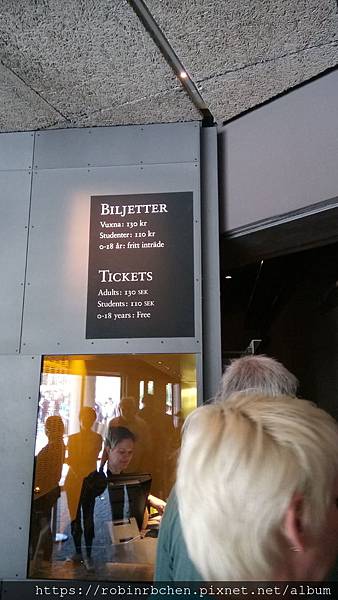 BILJETTER
Vuxna: 130 kr
Studenter: 110 kr
0-18 år: fritt inträde
TICKETS
Adults: 130 SEK
Students: 110 SEK
0-18 years: Free
https://robinrbchen.pixnet.net/album